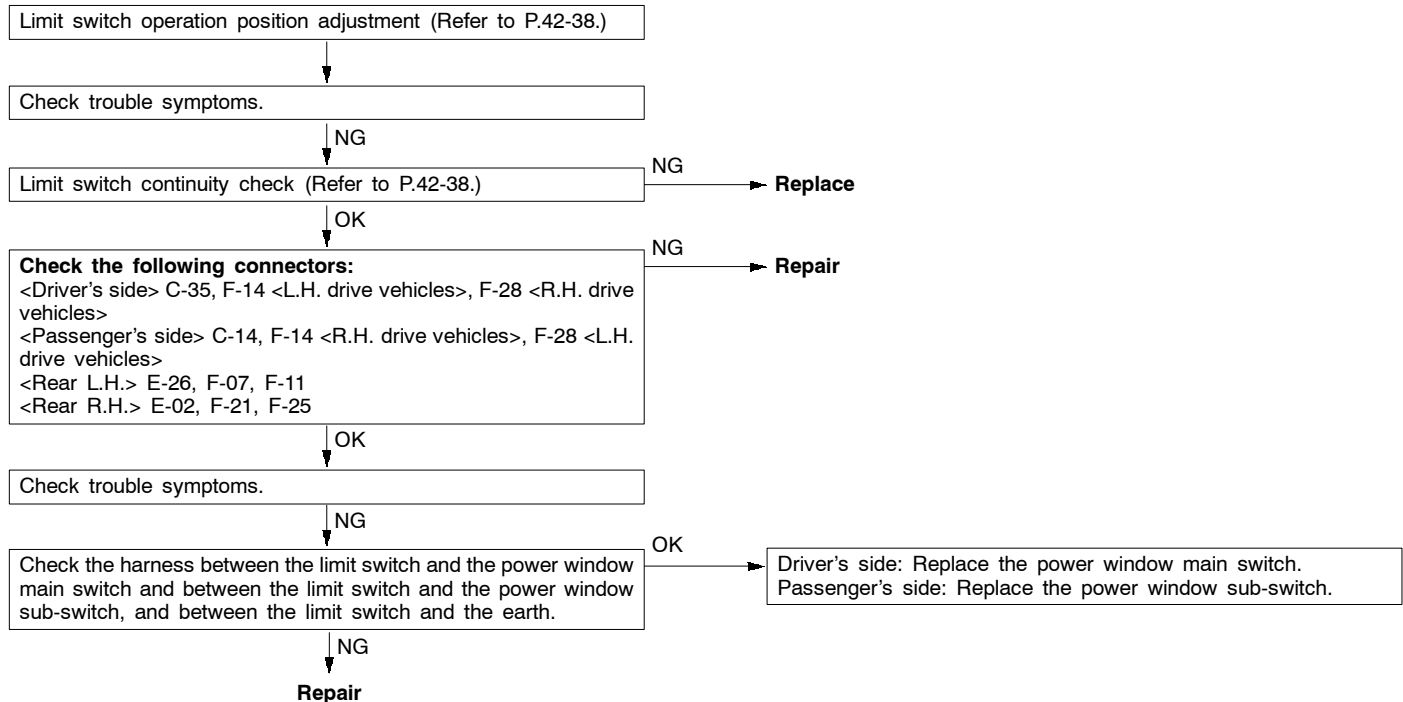 Limit switch operation position adjustment (Refer to P.42-38.)
Check trouble symptoms.
NG
Limit switch continuity check (Refer to P.42-38.)
NG
Replace
OK
Check the following connectors:
<Driver's side> C-35, F-14 <L.H. drive vehicles>, F-28 <R.H. drive
vehicles>
<Passenger's side> C-14, F-14 <R.H. drive vehicles>, F-28 <L.H.
drive vehicles>
<Rear L.H.> E-26, F-07, F-11
<Rear R.H.> E-02, F-21, F-25
NG
Repair
OK
Check trouble symptoms.
NG
Check the harness between the limit switch and the power window
main switch and between the limit switch and the power window
sub-switch, and between the limit switch and the earth.
OK
Driver's side: Replace the power window main switch.
Passenger's side: Replace the power window sub-switch.
NG
Repair